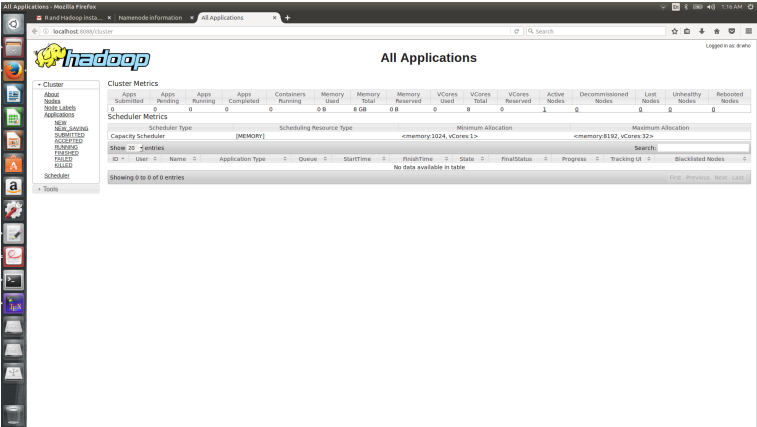 All Applications - Mozilla Firefox
En
1:16 AM
R and Hadoop insta... ×
Namenode information ×
All Applications ×
localhost:8088/cluster
Search
Logged in as: dr.who
hadoop
All Applications
Cluster
About
Nodes
Node Labels
Applications
NEW
NEW_SAVING
SUBMITTED
ACCEPTED
RUNNING
FINISHED
FAILED
KILLED
Scheduler
Tools
Cluster Metrics
Apps Submitted Apps Pending Apps Running Apps Completed Containers Running Memory Used Memory Total Memory Reserved VCores Used VCores Total VCores Reserved Active Nodes Decommissioned Nodes Lost Nodes Unhealthy Nodes Rebooted Nodes
0 0 0 0 0 0 B 8 GB 0 B 0 8 0 1 0 0 0 0
Scheduler Metrics
Scheduler Type Scheduling Resource Type Minimum Allocation Maximum Allocation
Capacity Scheduler [MEMORY] <memory:1024, vCores:1> <memory:8192, vCores:32>
Show 20 entries Search:
ID User Name Application Type Queue StartTime FinishTime State FinalStatus Progress Tracking UI Blacklisted Nodes
No data available in table
Showing 0 to 0 of 0 entries First Previous Next Last